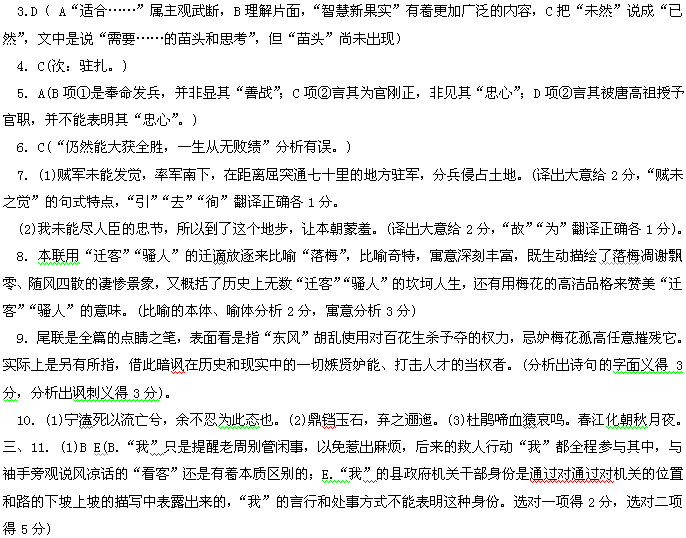 3.D（ A“适合……”属主观武断，B 理解片面，“智慧新果实”有着更加广泛的内容，C 把“未然”说成“已
然”，文中是说“需要……的苗头和思考”，但“苗头”尚未出现）
4. C(次：驻扎。)
5. A(B 项①是奉命发兵，并非显其“善战”；C 项②言其为官刚正，非见其“忠心”；D 项②言其被唐高祖授予
官职，并不能表明其“忠心”。)
6. C(“仍然能大获全胜，一生从无败绩”分析有误。)
7. (1)贼军未能发觉，率军南下，在距离屈突通七十里的地方驻军，分兵侵占土地。(译出大意给 2 分，“贼未
之觉”的句式特点，“引”“去”“徇”翻译正确各 1 分。
(2)我未能尽人臣的忠节，所以到了这个地步，让本朝蒙羞。(译出大意给 2 分，“故”“为”翻译正确各 1 分)。
8. 本联用“迁客”“骚人”的迁谪放逐来比喻“落梅”，比喻奇特，寓意深刻丰富，既生动描绘了落梅凋谢飘
零、随风四散的凄惨景象，又概括了历史上无数“迁客”“骚人”的坎坷人生，还有用梅花的高洁品格来赞美“迁
客”“骚人”的意味。(比喻的本体、喻体分析 2 分，寓意分析 3 分)
9. 尾联是全篇的点睛之笔，表面看是指“东风”胡乱使用对百花生杀予夺的权力，忌妒梅花孤高任意摧残它。
实际上是另有所指，借此暗讽在历史和现实中的一切嫉贤妒能、打击人才的当权者。(分析出诗句的字面义得 3
分，分析出讽刺义得 3 分)。
10. (1)宁溘死以流亡兮，余不忍为此态也。(2)鼎铛玉石，弃之逦迤。(3)杜鹃啼血猿哀鸣。春江花朝秋月夜。
三、11. (1)B E(B.“我”只是提醒老周别管闲事，以免惹出麻烦，后来的救人行动“我”都全程参与其中，与
袖手旁观说风凉话的“看客”还是有着本质区别的；E.“我”的县政府机关干部身份是通过对通过对机关的位置
和路的下坡上坡的描写中表露出来的，“我”的言行和处事方式不能表明这种身份。选对一项得 2 分，选对二项
得 5 分)